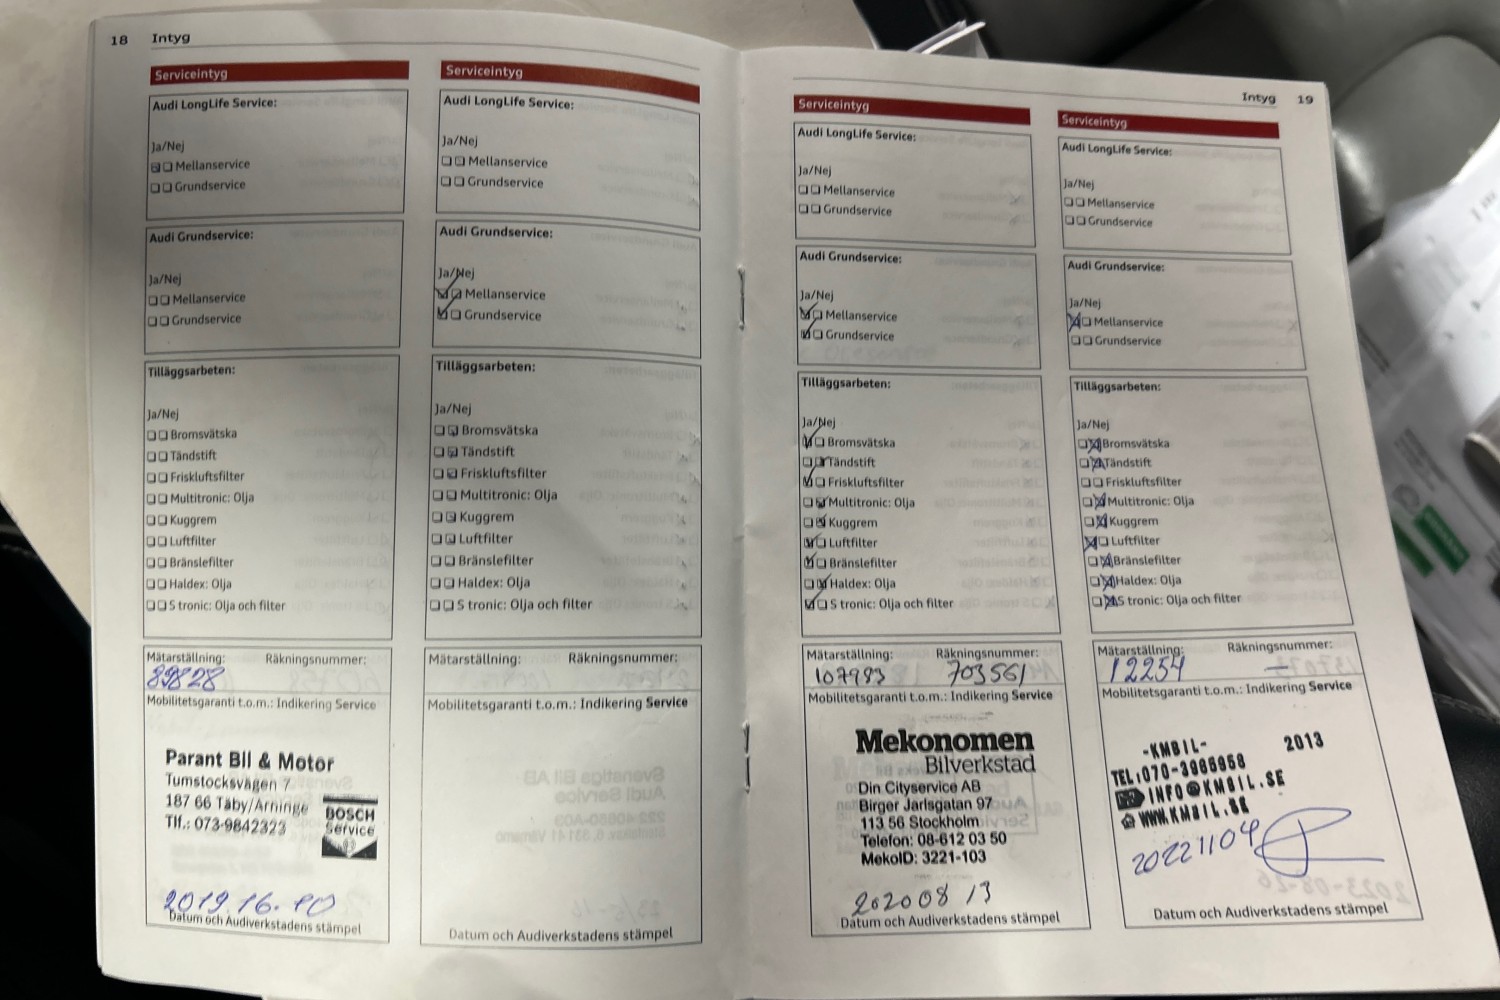 18 Intyg
Serviceintyg
Audi LongLife Service:
Ja/Nej
Mellanservice
Grundservice
Audi Grundservice:
Ja/Nej
Mellanservice
Grundservice
Tilläggsarbeten:
Ja/Nej
Bromsvätska
Tändstift
Friskluftsfilter
Multitronic: Olja
Kuggrem
Luftfilter
Bränslefilter
Haldex: Olja
S tronic: Olja och filter
Mätarställning: Räkningsnummer:
89828
Mobilitetsgaranti t.o.m.: Indikering Service
Parant Bil & Motor
Tumstocksvägen 7
187 66 Täby/Arninge
Tlf.: 073-9842323
BOSCH
Service
2019.16.10
Datum och Audiverkstadens stämpel
Serviceintyg
Audi LongLife Service:
Ja/Nej
Mellanservice
Grundservice
Audi Grundservice:
Ja/Nej
Mellanservice
Grundservice
Tilläggsarbeten:
Ja/Nej
Bromsvätska
Tändstift
Friskluftsfilter
Multitronic: Olja
Kuggrem
Luftfilter
Bränslefilter
Haldex: Olja
S tronic: Olja och filter
Mätarställning: Räkningsnummer:
Mobilitetsgaranti t.o.m.: Indikering Service
Datum och Audiverkstadens stämpel
Intyg 19
Serviceintyg
Audi LongLife Service:
Ja/Nej
Mellanservice
Grundservice
Audi Grundservice:
Ja/Nej
Mellanservice
Grundservice
Tilläggsarbeten:
Ja/Nej
Bromsvätska
Tändstift
Friskluftsfilter
Multitronic: Olja
Kuggrem
Luftfilter
Bränslefilter
Haldex: Olja
S tronic: Olja och filter
Mätarställning: Räkningsnummer:
107993 703561
Mobilitetsgaranti t.o.m.: Indikering Service
Mekonomen
Bilverkstad
Din Cityservice AB
Birger Jarlsgatan 97
113 56 Stockholm
Telefon: 08-612 03 50
MekoID: 3221-103
20200813
Datum och Audiverkstadens stämpel
Serviceintyg
Audi LongLife Service:
Ja/Nej
Mellanservice
Grundservice
Audi Grundservice:
Ja/Nej
Mellanservice
Grundservice
Tilläggsarbeten:
Ja/Nej
Bromsvätska
Tändstift
Friskluftsfilter
Multitronic: Olja
Kuggrem
Luftfilter
Bränslefilter
Haldex: Olja
S tronic: Olja och filter
Mätarställning: Räkningsnummer:
12254 —
Mobilitetsgaranti t.o.m.: Indikering Service
-KMBIL- 2013
TEL:070-3966958
INFO@KMBIL.SE
WWW.KMBIL.SE
20221104
Datum och Audiverkstadens stämpel